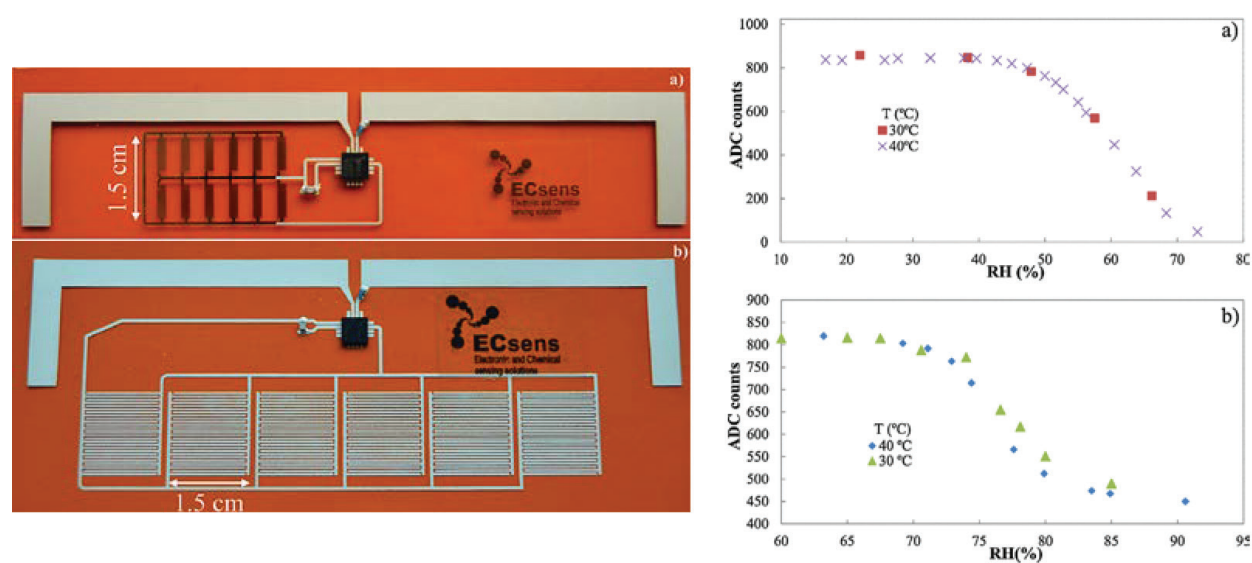 a)
1.5 cm
ECsens
Electronic and Chemical
sensing solutions
b)
ECsens
Electronic and Chemical
sensing solutions
1.5 cm
a)
ADC counts
1000
800
600
400
200
0
T (ºC)
30ºC
40ºC
10 20 30 40 50 60 70 80
RH (%)
b)
ADC counts
900
850
800
750
700
650
600
550
500
450
400
T (ºC)
40 ºC
30 ºC
60 65 70 75 80 85 90 95
RH(%)